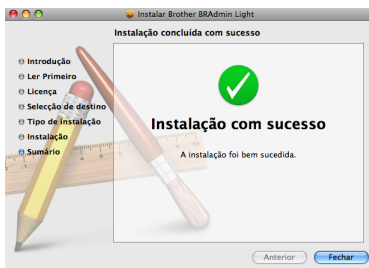 Instalar Brother BRAdmin Light
Instalação concluída com sucesso
Introdução
Ler Primeiro
Licença
Selecção de destino
Tipo de instalação
Instalação
Sumário
Instalação com sucesso
A instalação foi bem sucedida.
Anterior
Fechar